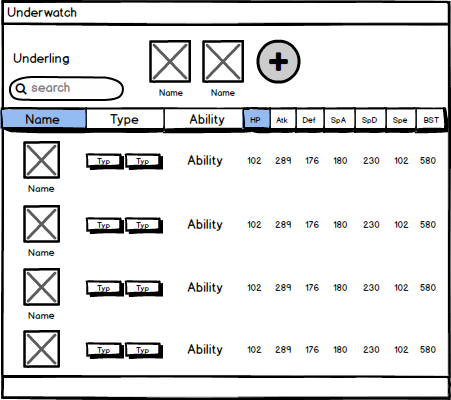 Underwatch
Underling
search
Name Name
Name Type Ability HP Atk Def SpA SpD Spe BST
Typ Typ Ability 102 289 176 180 230 102 580
Name
Typ Typ Ability 102 289 176 180 230 102 580
Name
Typ Typ Ability 102 289 176 180 230 102 580
Name
Typ Typ Ability 102 289 176 180 230 102 580